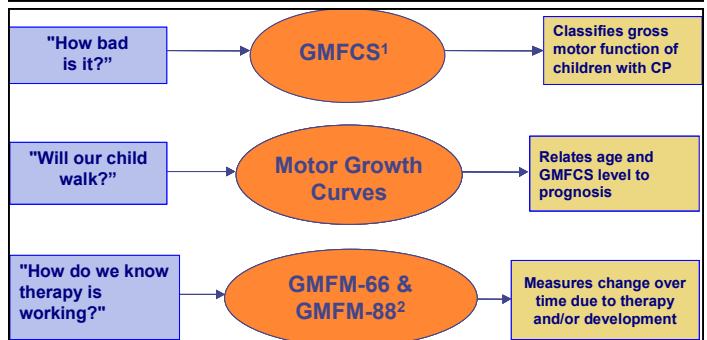 "How bad
is it?”
GMFCS¹
Classifies gross
motor function of
children with CP
"Will our child
walk?”
Motor Growth
Curves
Relates age and
GMFCS level to
prognosis
"How do we know
therapy is
working?"
GMFM-66 &
GMFM-88²
Measures change over
time due to therapy
and/or development